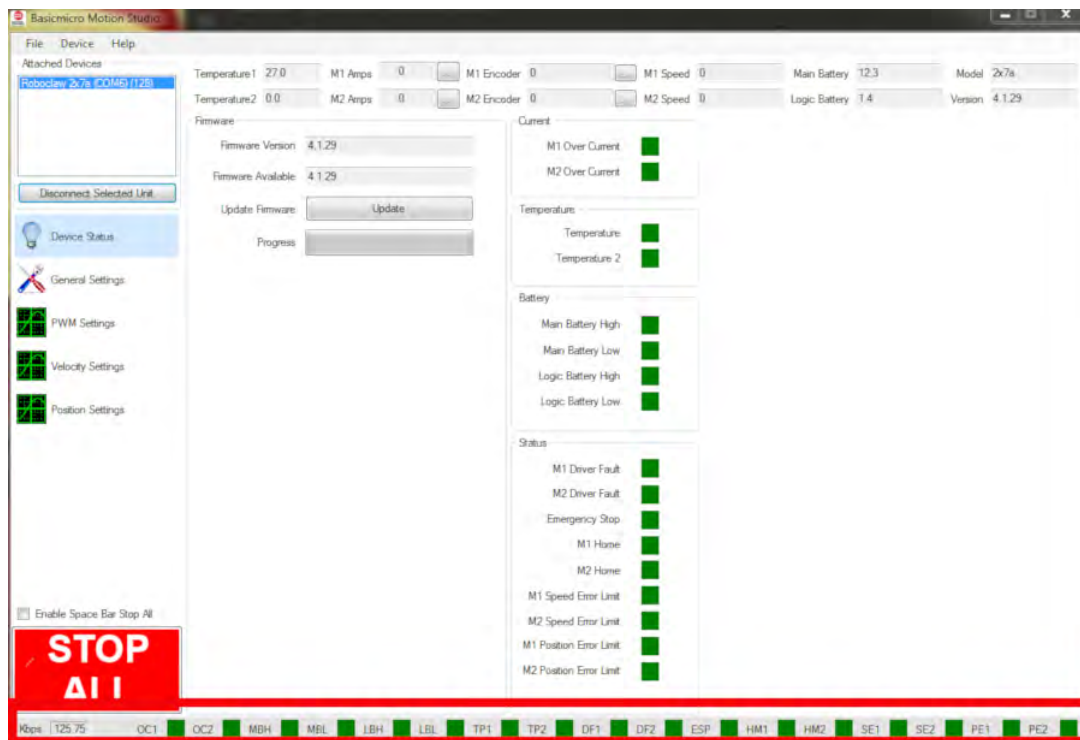 Basicmicro Motion Studio
File Device Help
Attached Devices
Roboclaw 2x7a (COM6) (128)
Disconnect Selected Unit
Device Status
General Settings
PWM Settings
Velocity Settings
Position Settings
Enable Space Bar Stop All
STOP
ALL
Temperature1 27.0 M1 Amps 0 ... M1 Encoder 0 ... M1 Speed 0 Main Battery 12.3 Model 2x7a
Temperature2 0.0 M2 Amps 0 ... M2 Encoder 0 ... M2 Speed 0 Logic Battery 1.4 Version 4.1.29
Firmware
Firmware Version 4.1.29
Firmware Available 4.1.29
Update Firmware Update
Progress
Current
M1 Over Current
M2 Over Current
Temperature
Temperature
Temperature 2
Battery
Main Battery High
Main Battery Low
Logic Battery High
Logic Battery Low
Status
M1 Driver Fault
M2 Driver Fault
Emergency Stop
M1 Home
M2 Home
M1 Speed Error Limit
M2 Speed Error Limit
M1 Position Error Limit
M2 Position Error Limit
Kbps 125.75 OC1 OC2 MBH MBL LBH LBL TP1 TP2 DF1 DF2 ESP HM1 HM2 SE1 SE2 PE1 PE2